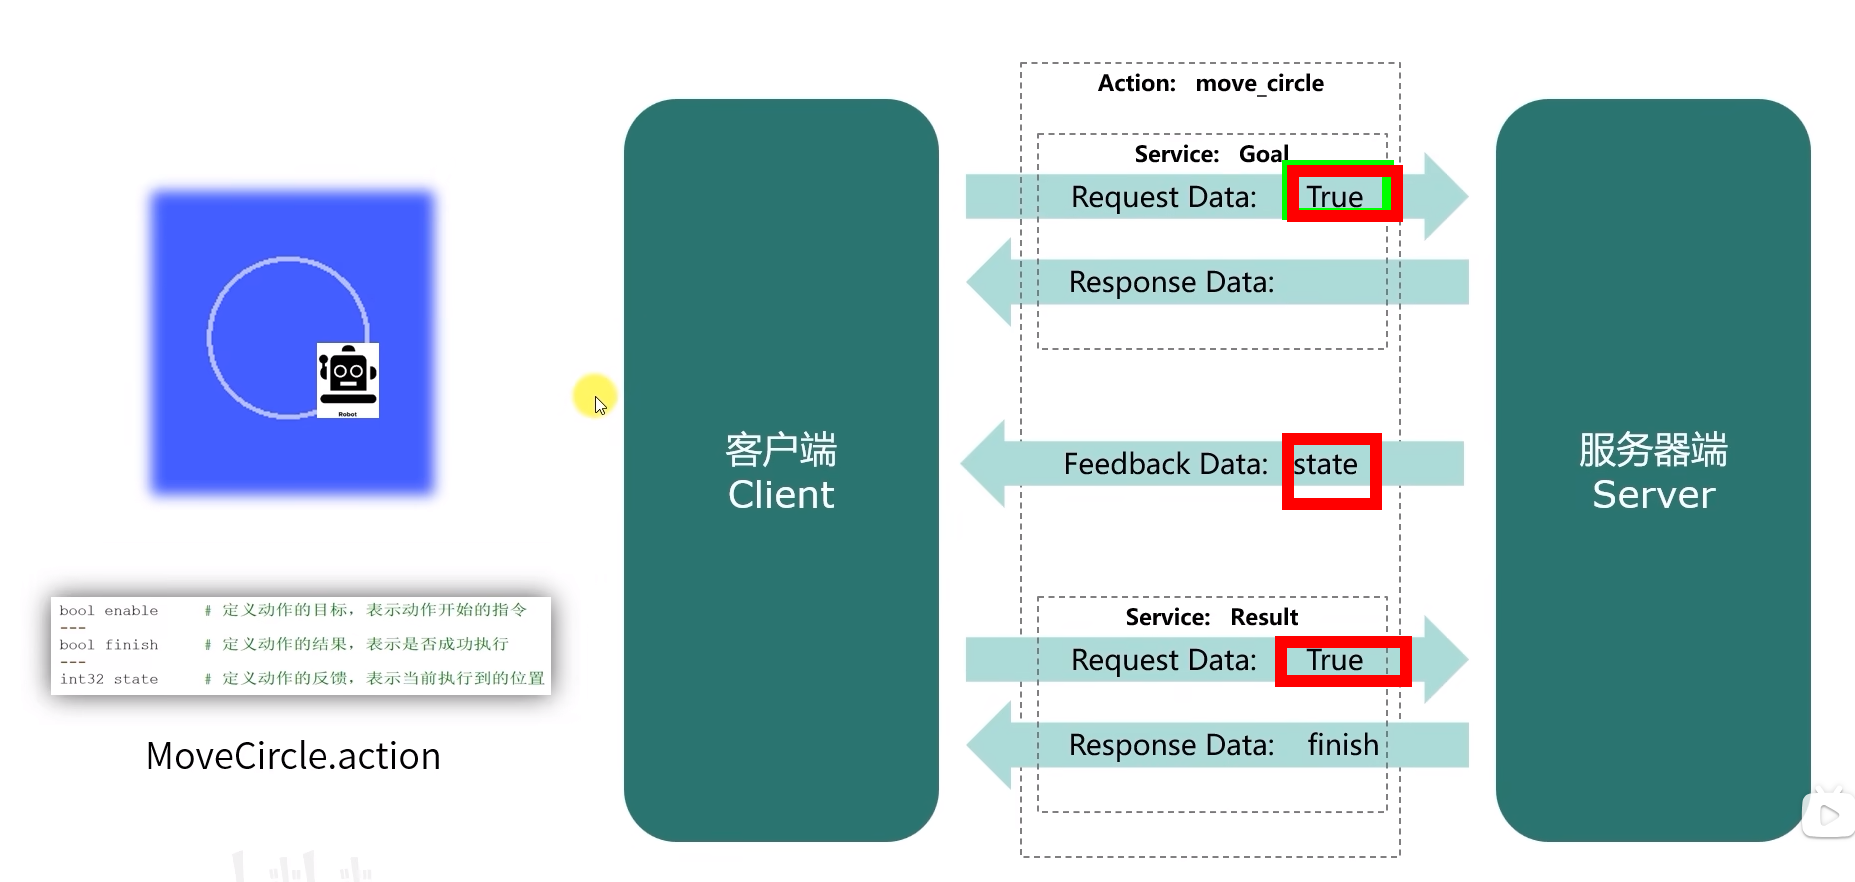 Action: move_circle
Service: Goal
Request Data: True
Response Data:
Feedback Data: state
Service: Result
Request Data: True
Response Data: finish
客户端
Client
服务器端
Server
Robot
bool enable # 定义动作的目标，表示动作开始的指令
---
bool finish # 定义动作的结果，表示是否成功执行
---
int32 state # 定义动作的反馈，表示当前执行到的位置
MoveCircle.action